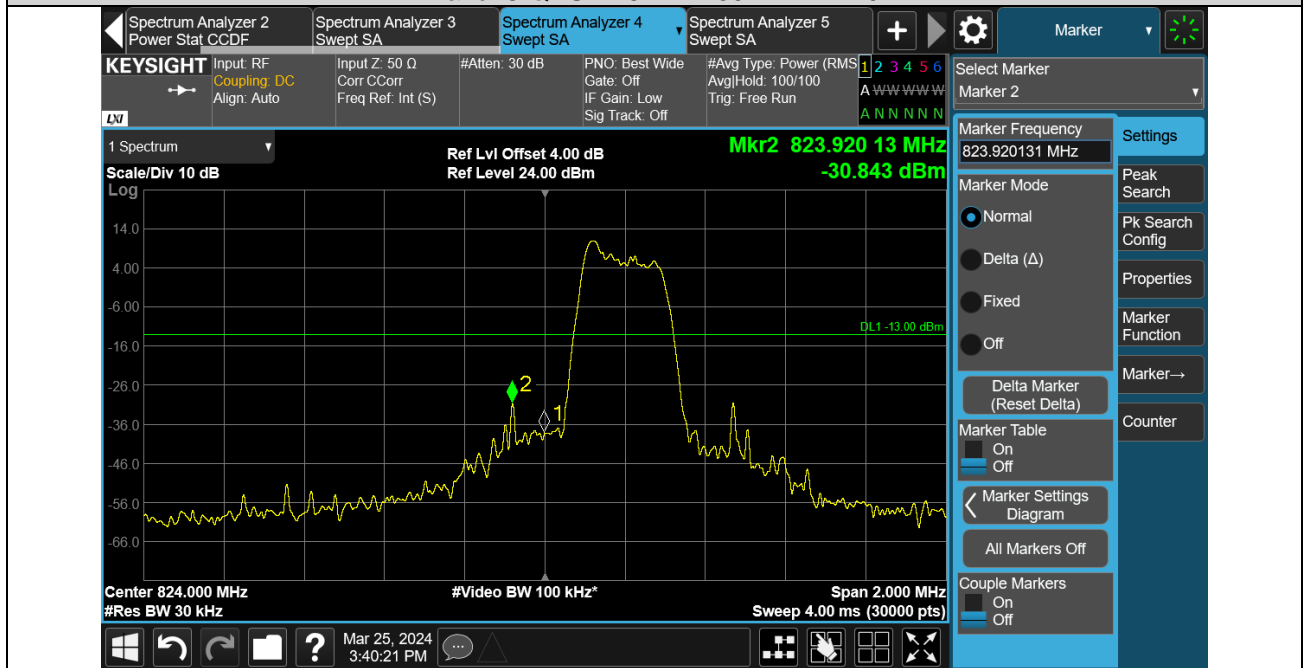 Spectrum Analyzer 2
Power Stat CCDF
Spectrum Analyzer 3
Swept SA
Spectrum Analyzer 4
Swept SA
Spectrum Analyzer 5
Swept SA
+
Marker
KEYSIGHT
LXI
Input: RF
Coupling: DC
Align: Auto
Input Z: 50 Ω
Corr CCorr
Freq Ref: Int (S)
#Atten: 30 dB
PNO: Best Wide
Gate: Off
IF Gain: Low
Sig Track: Off
#Avg Type: Power (RMS
Avg|Hold: 100/100
Trig: Free Run
1 2 3 4 5 6
A W W W W W
A N N N N N
Select Marker
Marker 2
1 Spectrum
Scale/Div 10 dB
Log
Ref Lvl Offset 4.00 dB
Ref Level 24.00 dBm
Mkr2 823.920 13 MHz
-30.843 dBm
14.0
4.00
-6.00
-16.0
-26.0
-36.0
-46.0
-56.0
-66.0
DL1 -13.00 dBm
2
1
Center 824.000 MHz
#Res BW 30 kHz
#Video BW 100 kHz*
Span 2.000 MHz
Sweep 4.00 ms (30000 pts)
Marker Frequency
823.920131 MHz
Marker Mode
Normal
Delta (Δ)
Fixed
Off
Delta Marker
(Reset Delta)
Marker Table
On
Off
Marker Settings
Diagram
All Markers Off
Couple Markers
On
Off
Settings
Peak
Search
Pk Search
Config
Properties
Marker
Function
Marker→
Counter
?
Mar 25, 2024
3:40:21 PM